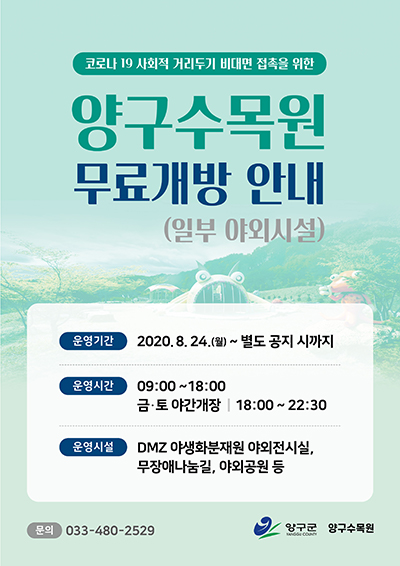 코로나 19 사회적 거리두기 비대면 접촉을 위한
양구수목원
무료개방 안내
(일부 야외시설)
운영기간 2020. 8. 24.(월) ~ 별도 공지 시까지
운영시간 09:00 ~18:00
금·토 야간개장 | 18:00 ~ 22:30
운영시설 DMZ 야생화분재원 야외전시실,
무장애나눔길, 야외공원 등
문의 033-480-2529
양구군 양구수목원
YANGGU COUNTY